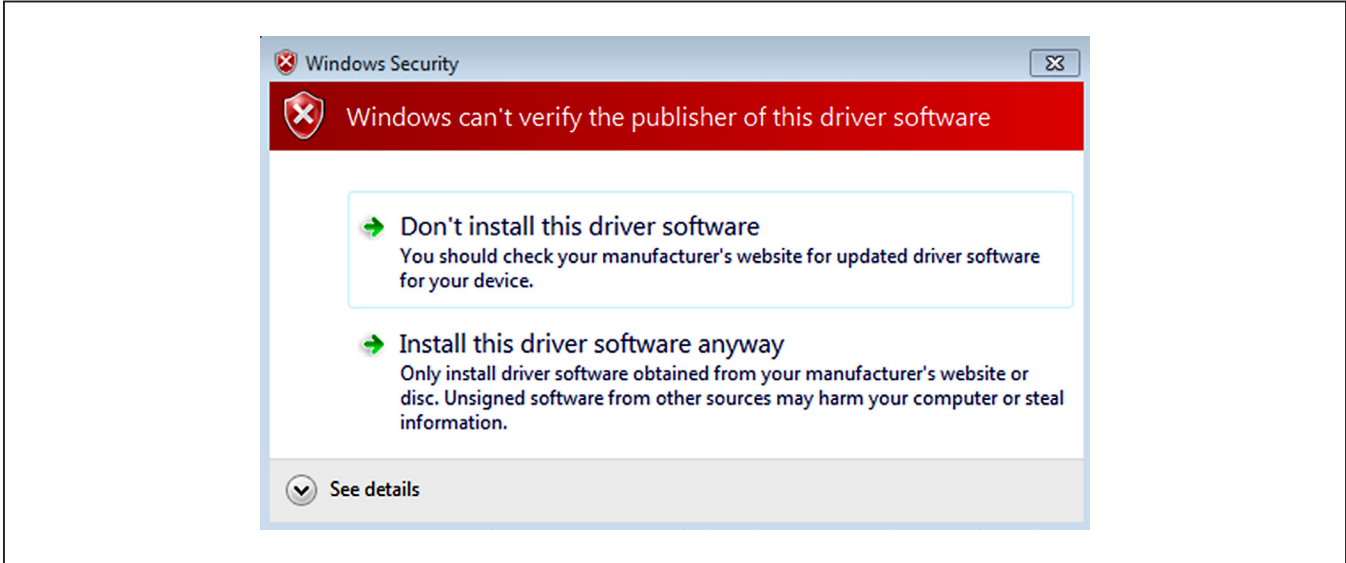 Windows Security
Windows can't verify the publisher of this driver software
Don't install this driver software
You should check your manufacturer's website for updated driver software
for your device.
Install this driver software anyway
Only install driver software obtained from your manufacturer's website or
disc. Unsigned software from other sources may harm your computer or steal
information.
See details